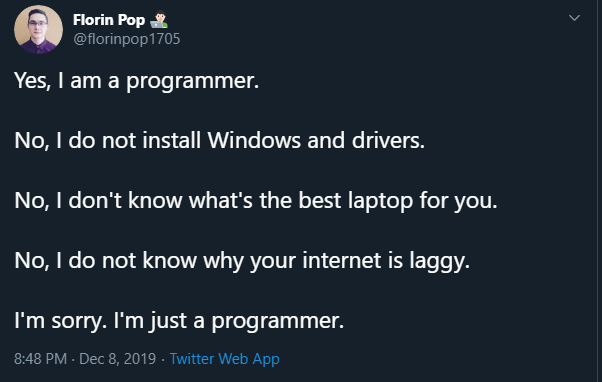 Florin Pop 👨🏻‍💻
@florinpop1705
Yes, I am a programmer.
No, I do not install Windows and drivers.
No, I don't know what's the best laptop for you.
No, I do not know why your internet is laggy.
I'm sorry. I'm just a programmer.
8:48 PM · Dec 8, 2019 · Twitter Web App